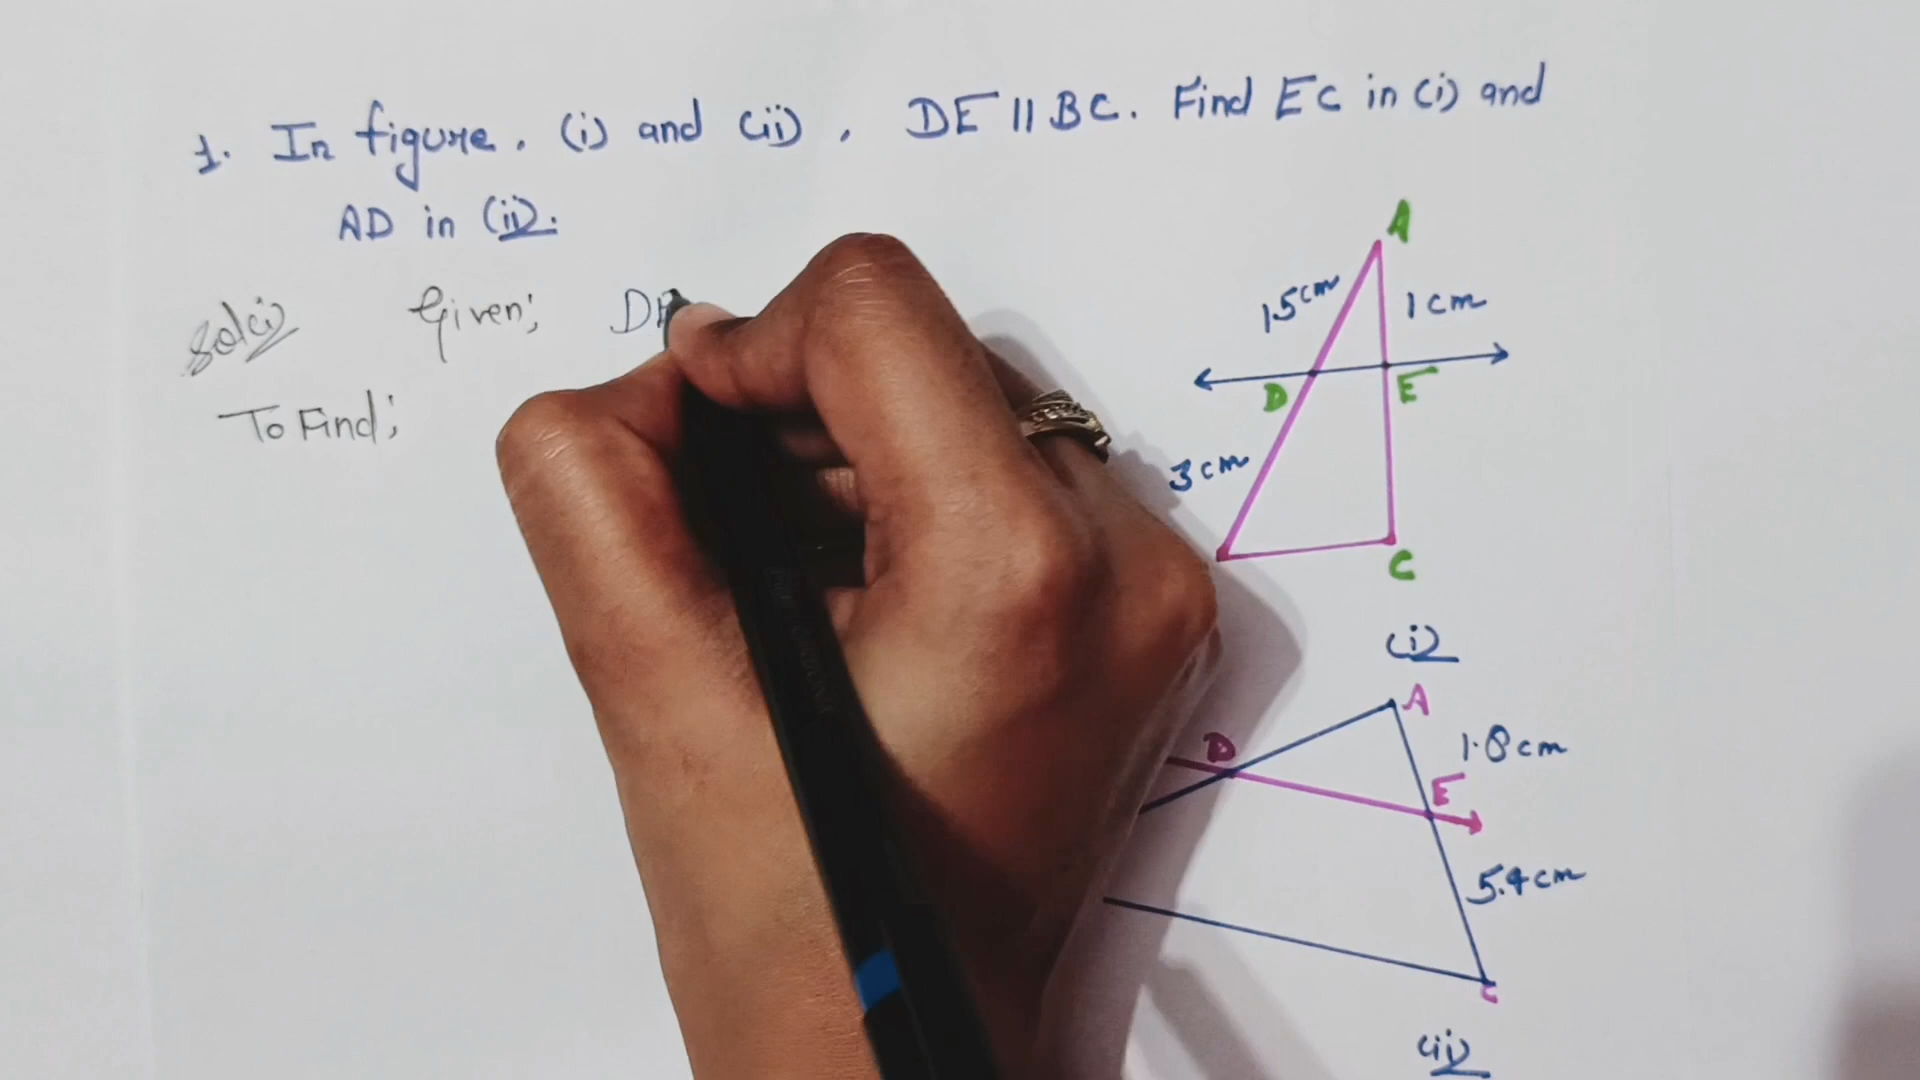 1. In figure, (i) and (ii), DE || BC. Find EC in (i) and
AD in (ii).
Sol(i) Given; DE
To Find;
A
1.5cm
1cm
D
E
3cm
C
(i)
A
D
1.8cm
E
5.4cm
C
(ii)